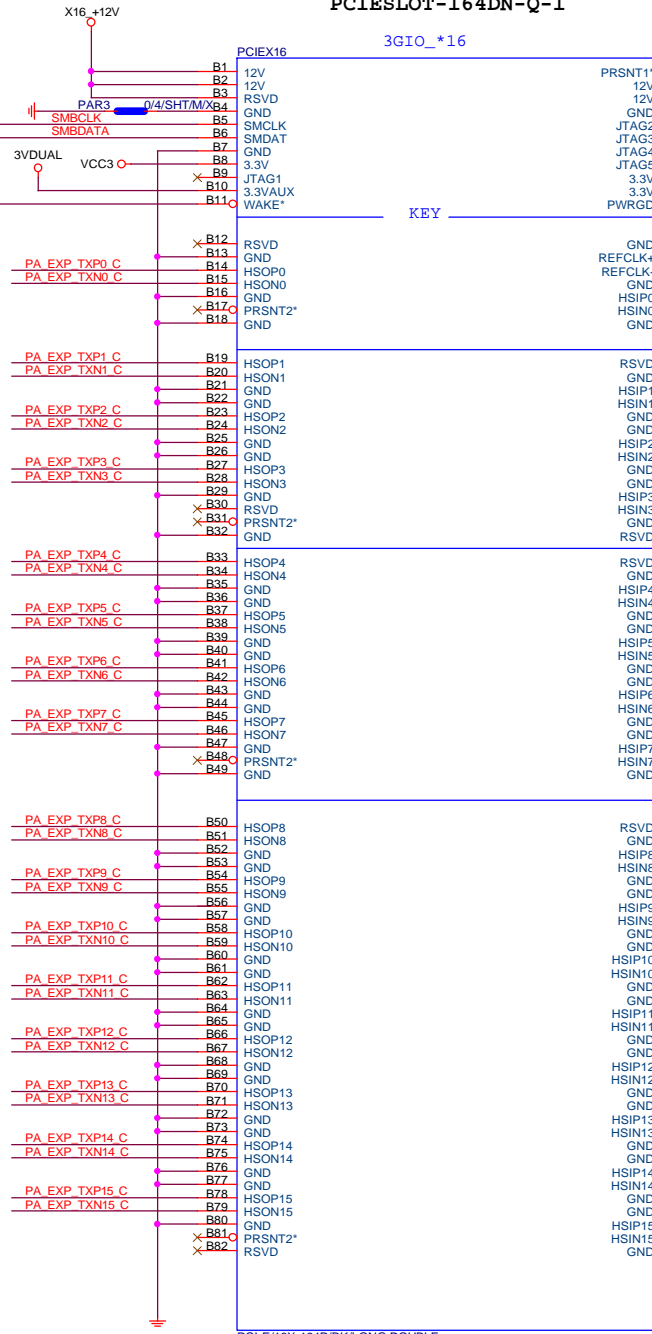 PCIESLOT-164DN-Q-1
X16_+12V
3GIO_*16
PCIEX16
B1 12V PRSNT1*
B2 12V 12V
B3 RSVD 12V
PAR3 0/4/SHT/M/X B4 GND GND
SMBCLK B5 SMCLK JTAG2
SMBDATA B6 SMDAT JTAG3
B7 GND JTAG4
3VDUAL VCC3 B8 3.3V JTAG5
B9 JTAG1 3.3V
B10 3.3VAUX 3.3V
B11 WAKE* PWRGD
KEY
B12 RSVD GND
B13 GND REFCLK+
PA_EXP_TXP0_C B14 HSOP0 REFCLK-
PA_EXP_TXN0_C B15 HSON0 GND
B16 GND HSIP0
B17 PRSNT2* HSIN0
B18 GND GND
PA_EXP_TXP1_C B19 HSOP1 RSVD
PA_EXP_TXN1_C B20 HSON1 GND
B21 GND HSIP1
B22 GND HSIN1
PA_EXP_TXP2_C B23 HSOP2 GND
PA_EXP_TXN2_C B24 HSON2 GND
B25 GND HSIP2
B26 GND HSIN2
PA_EXP_TXP3_C B27 HSOP3 GND
PA_EXP_TXN3_C B28 HSON3 GND
B29 GND HSIP3
B30 RSVD HSIN3
B31 PRSNT2* GND
B32 GND RSVD
PA_EXP_TXP4_C B33 HSOP4 RSVD
PA_EXP_TXN4_C B34 HSON4 GND
B35 GND HSIP4
B36 GND HSIN4
PA_EXP_TXP5_C B37 HSOP5 GND
PA_EXP_TXN5_C B38 HSON5 GND
B39 GND HSIP5
B40 GND HSIN5
PA_EXP_TXP6_C B41 HSOP6 GND
PA_EXP_TXN6_C B42 HSON6 GND
B43 GND HSIP6
B44 GND HSIN6
PA_EXP_TXP7_C B45 HSOP7 GND
PA_EXP_TXN7_C B46 HSON7 GND
B47 GND HSIP7
B48 PRSNT2* HSIN7
B49 GND GND
PA_EXP_TXP8_C B50 HSOP8 RSVD
PA_EXP_TXN8_C B51 HSON8 GND
B52 GND HSIP8
B53 GND HSIN8
PA_EXP_TXP9_C B54 HSOP9 GND
PA_EXP_TXN9_C B55 HSON9 GND
B56 GND HSIP9
B57 GND HSIN9
PA_EXP_TXP10_C B58 HSOP10 GND
PA_EXP_TXN10_C B59 HSON10 GND
B60 GND HSIP10
B61 GND HSIN10
PA_EXP_TXP11_C B62 HSOP11 GND
PA_EXP_TXN11_C B63 HSON11 GND
B64 GND HSIP11
B65 GND HSIN11
PA_EXP_TXP12_C B66 HSOP12 GND
PA_EXP_TXN12_C B67 HSON12 GND
B68 GND HSIP12
B69 GND HSIN12
PA_EXP_TXP13_C B70 HSOP13 GND
PA_EXP_TXN13_C B71 HSON13 GND
B72 GND HSIP13
B73 GND HSIN13
PA_EXP_TXP14_C B74 HSOP14 GND
PA_EXP_TXN14_C B75 HSON14 GND
B76 GND HSIP14
B77 GND HSIN14
PA_EXP_TXP15_C B78 HSOP15 GND
PA_EXP_TXN15_C B79 HSON15 GND
B80 GND HSIP15
B81 PRSNT2* HSIN15
B82 RSVD GND